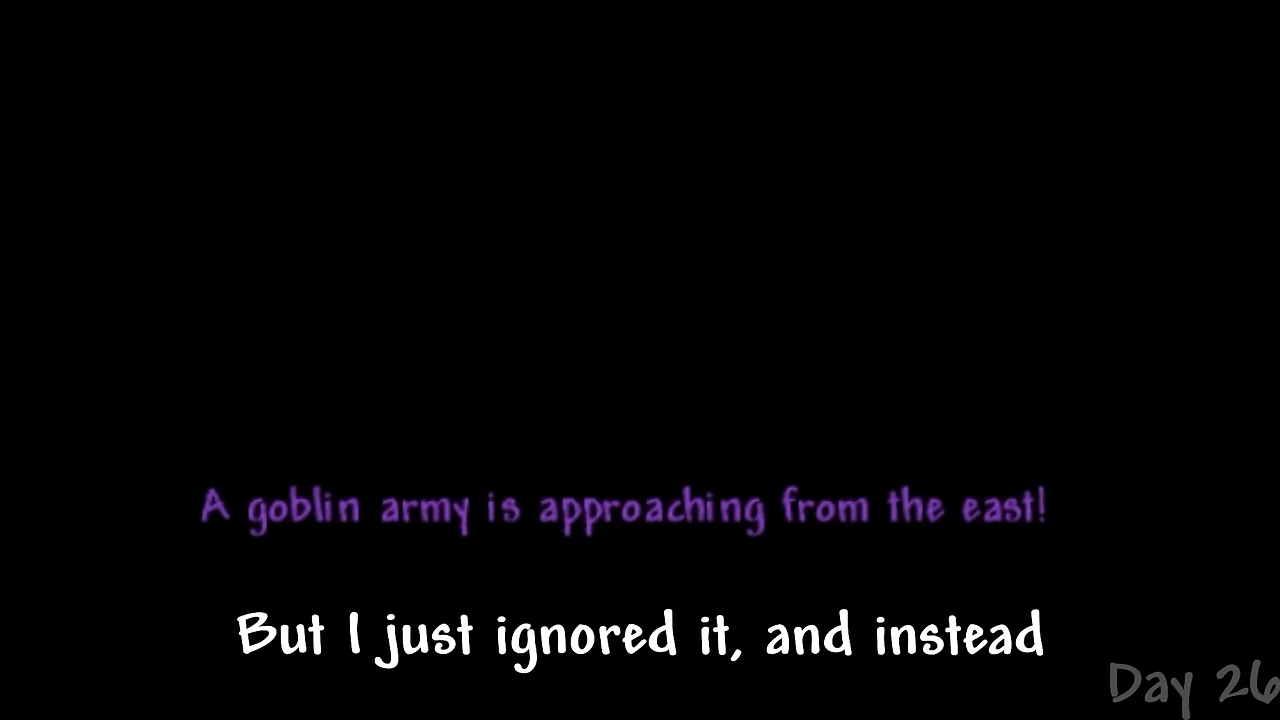 A goblin army is approaching from the east!
But I just ignored it, and instead
Day 26